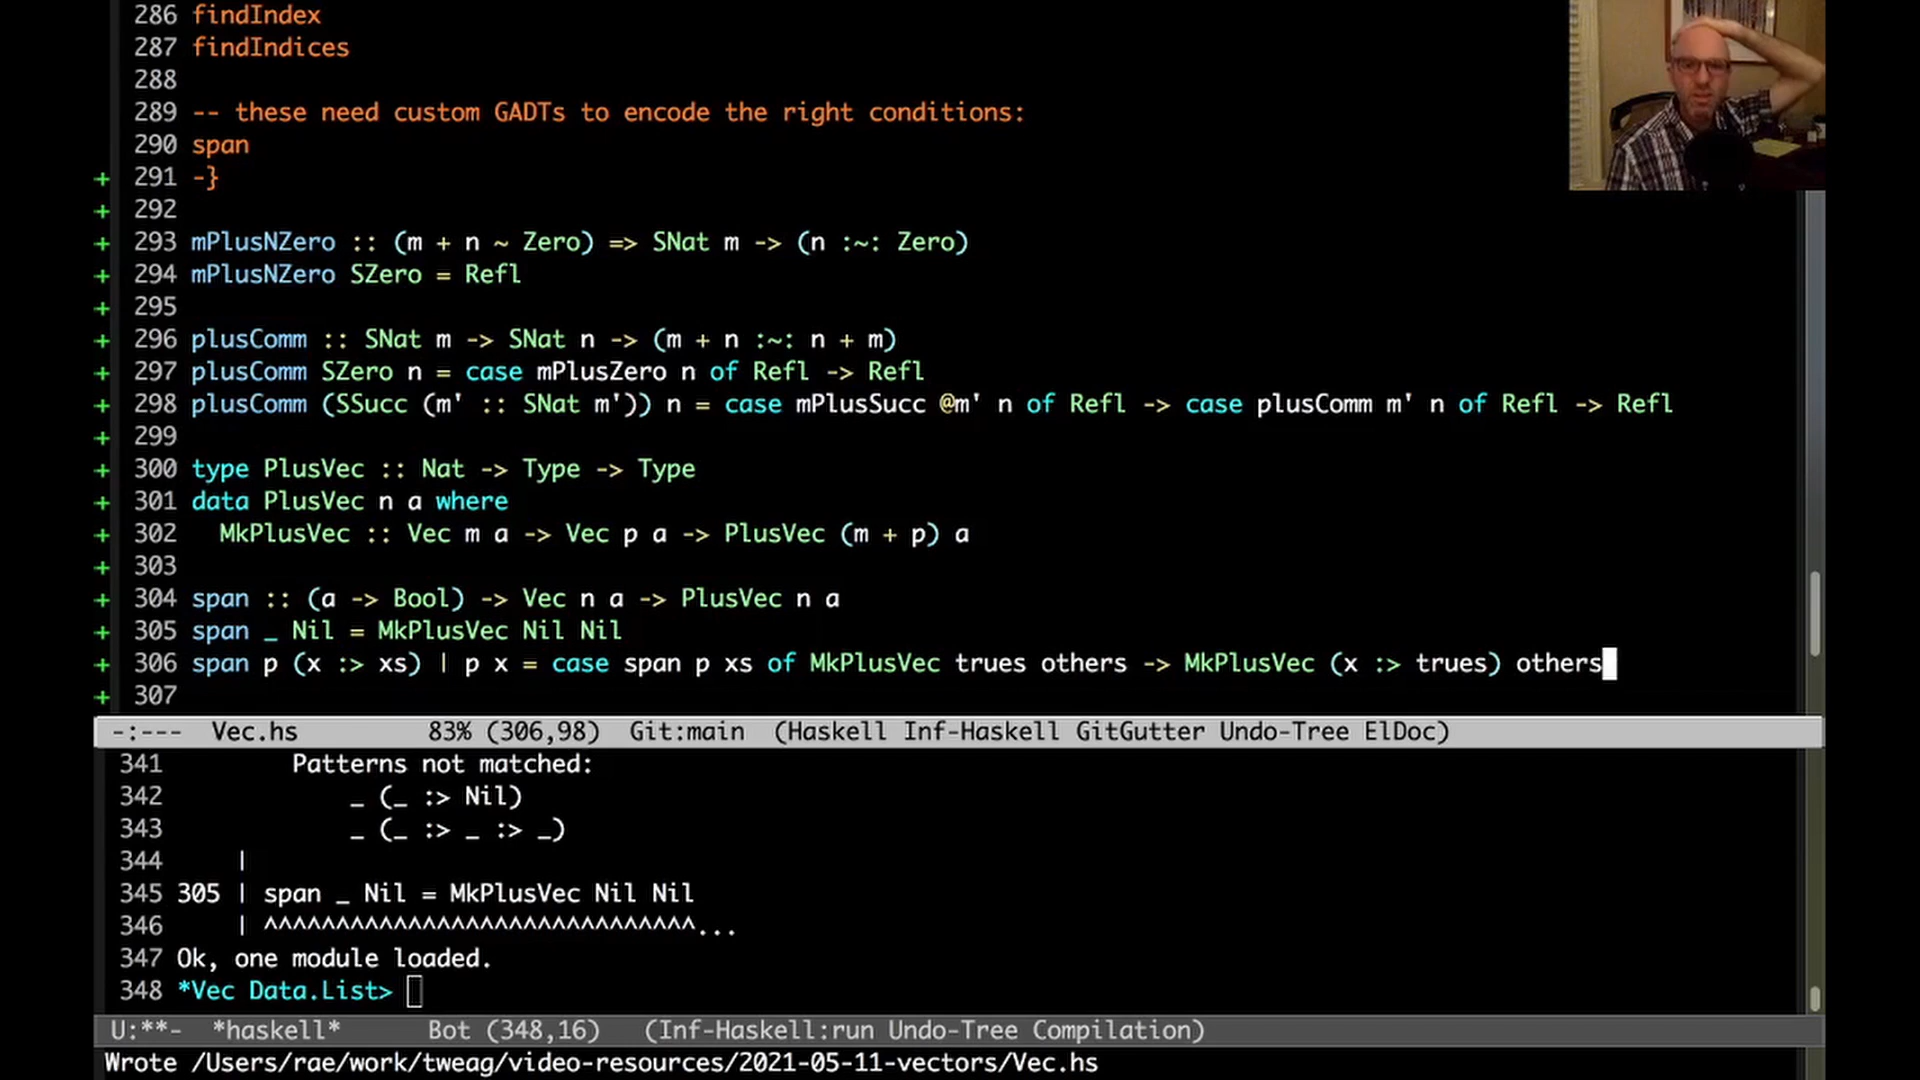 286 findIndex
287 findIndices
288
289 -- these need custom GADTs to encode the right conditions:
290 span
+ 291 -}
+ 292
+ 293 mPlusNZero :: (m + n ~ Zero) => SNat m -> (n :~: Zero)
+ 294 mPlusNZero SZero = Refl
+ 295
+ 296 plusComm :: SNat m -> SNat n -> (m + n :~: n + m)
+ 297 plusComm SZero n = case mPlusZero n of Refl -> Refl
+ 298 plusComm (SSucc (m' :: SNat m')) n = case mPlusSucc @m' n of Refl -> case plusComm m' n of Refl -> Refl
+ 299
+ 300 type PlusVec :: Nat -> Type -> Type
+ 301 data PlusVec n a where
+ 302   MkPlusVec :: Vec m a -> Vec p a -> PlusVec (m + p) a
+ 303
+ 304 span :: (a -> Bool) -> Vec n a -> PlusVec n a
+ 305 span _ Nil = MkPlusVec Nil Nil
+ 306 span p (x :> xs) | p x = case span p xs of MkPlusVec trues others -> MkPlusVec (x :> trues) others
+ 307
-:--- Vec.hs 83% (306,98) Git:main (Haskell Inf-Haskell GitGutter Undo-Tree ElDoc)
341         Patterns not matched:
342             _ (_ :> Nil)
343             _ (_ :> _ :> _)
344     |
345 305 | span _ Nil = MkPlusVec Nil Nil
346     | ^^^^^^^^^^^^^^^^^^^^^^^^^^^^^^...
347 Ok, one module loaded.
348 *Vec Data.List>
U:**- *haskell* Bot (348,16) (Inf-Haskell:run Undo-Tree Compilation)
Wrote /Users/rae/work/tweag/video-resources/2021-05-11-vectors/Vec.hs